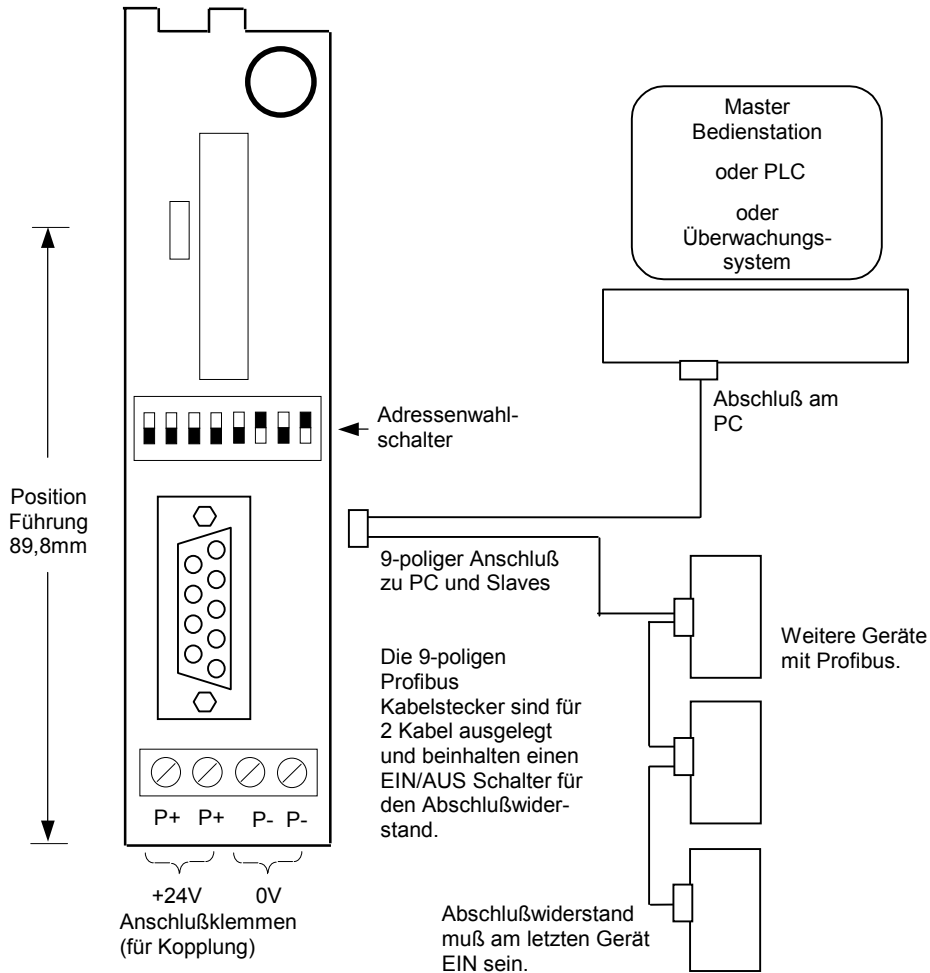 Master
Bedienstation
oder PLC
oder
Überwachungs-
system
Abschluß am
PC
Adressenwahl-
schalter
Position
Führung
89,8mm
9-poliger Anschluß
zu PC und Slaves
Weitere Geräte
mit Profibus.
Die 9-poligen
Profibus
Kabelstecker sind für
2 Kabel ausgelegt
und beinhalten einen
EIN/AUS Schalter für
den Abschlußwider-
stand.
P+ P+ P- P-
+24V 0V
Anschlußklemmen
(für Kopplung)
Abschlußwiderstand
muß am letzten Gerät
EIN sein.